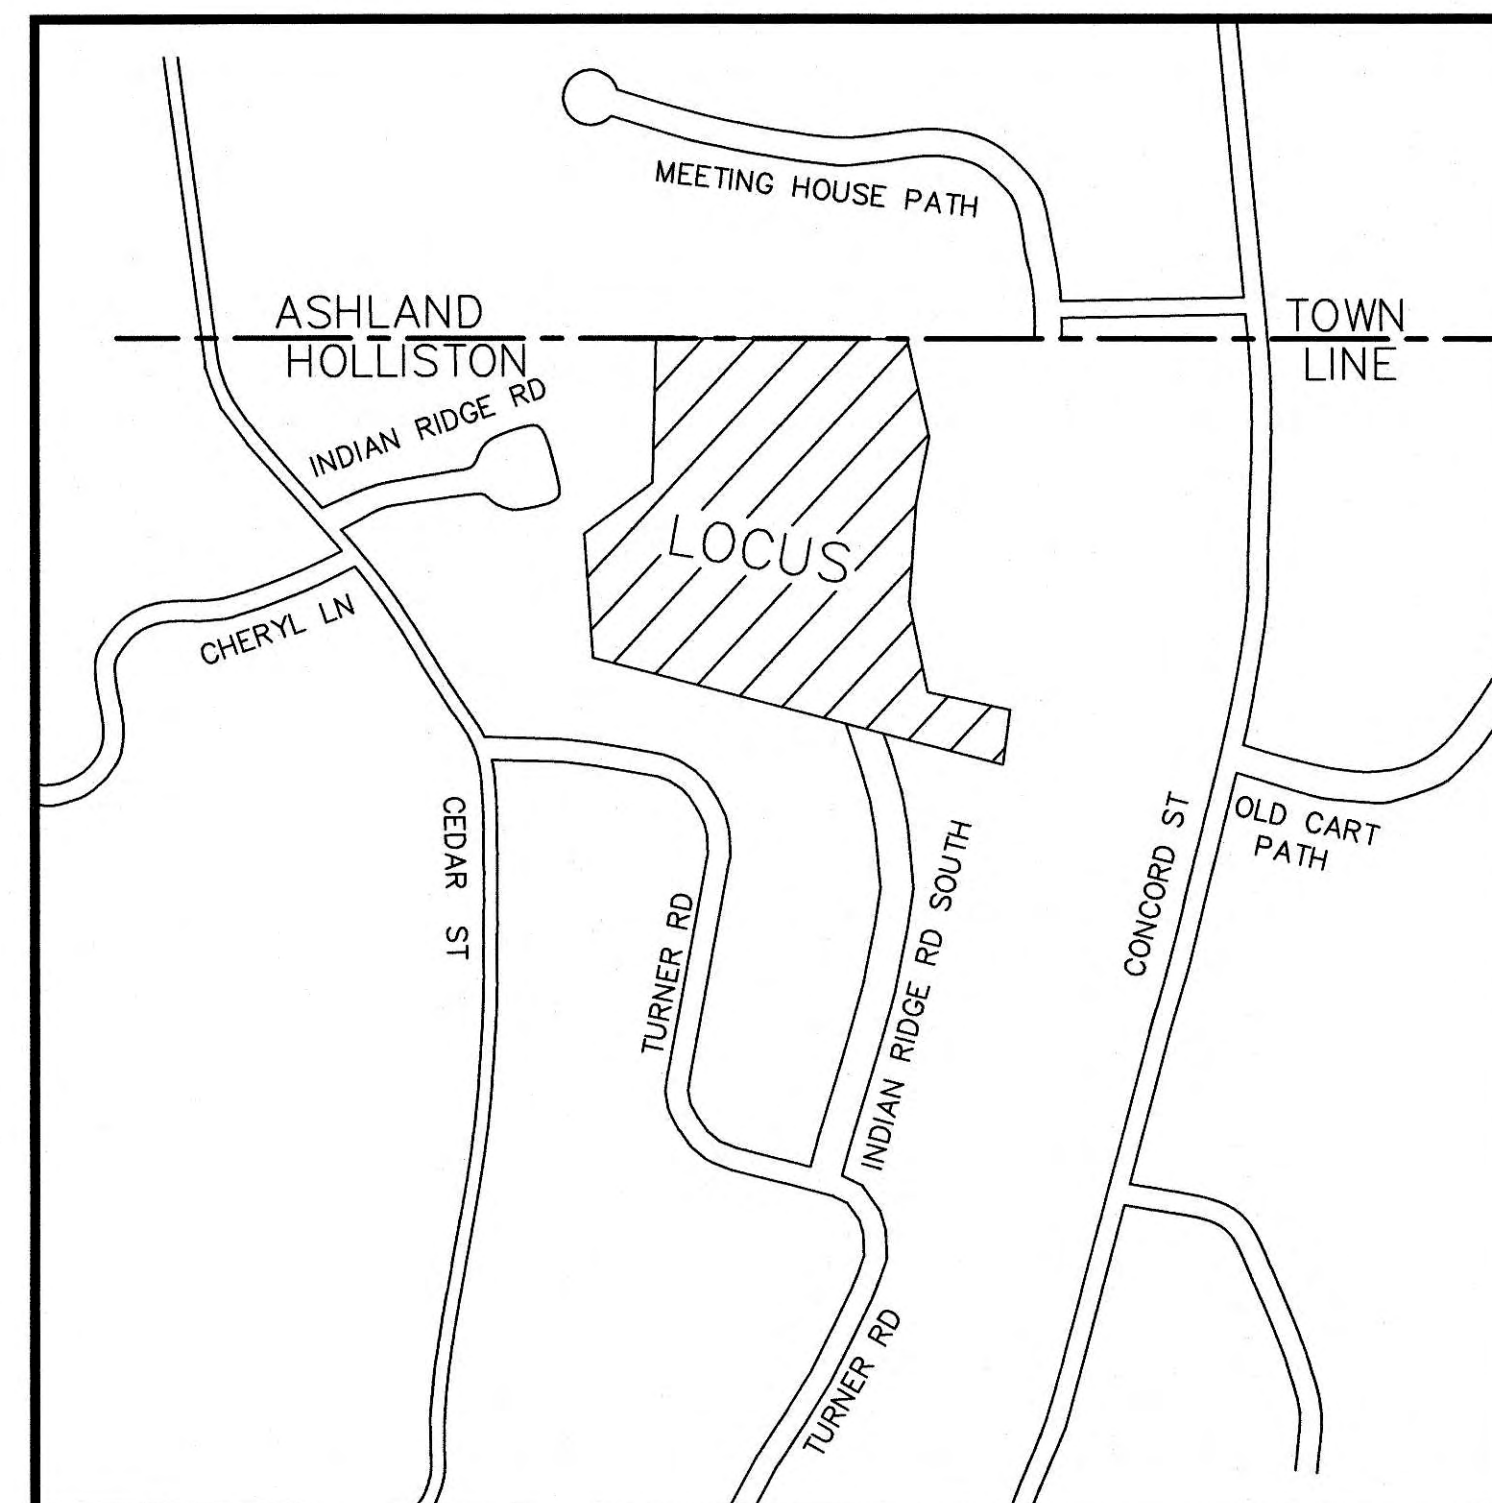 MEETING HOUSE PATH
ASHLAND
TOWN
HOLLISTON
LINE
INDIAN RIDGE RD
LOCUS
CHERYL LN
CEDAR ST
TURNER RD
INDIAN RIDGE RD SOUTH
CONCORD ST
OLD CART
PATH
TURNER RD